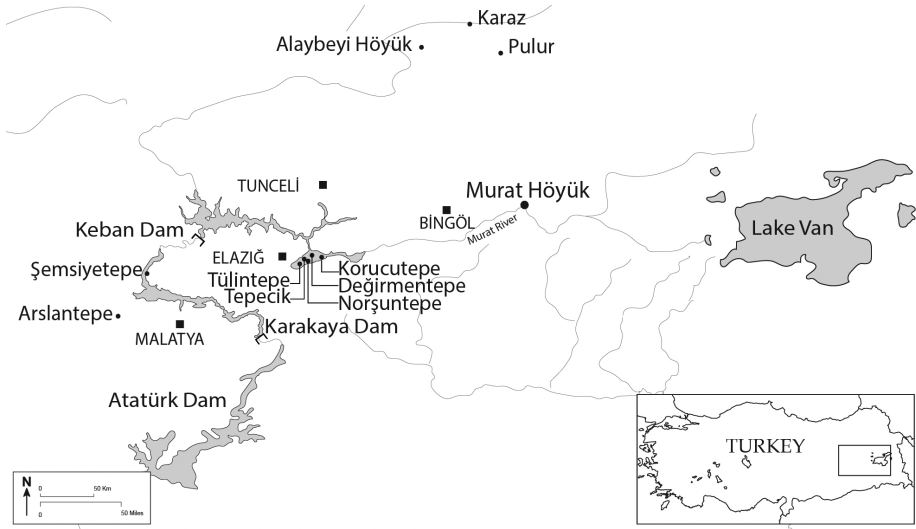 Karaz
Alaybeyi Höyük
Pulur
TUNCELİ
Murat Höyük
BİNGÖL
Murat River
Keban Dam
Lake Van
ELAZIĞ
Şemsiyetepe
Korucutepe
Tülintepe
Değirmentepe
Tepecik
Norşuntepe
Arslantepe
Karakaya Dam
MALATYA
Atatürk Dam
TURKEY
N
0 50 Km
0 50 Miles